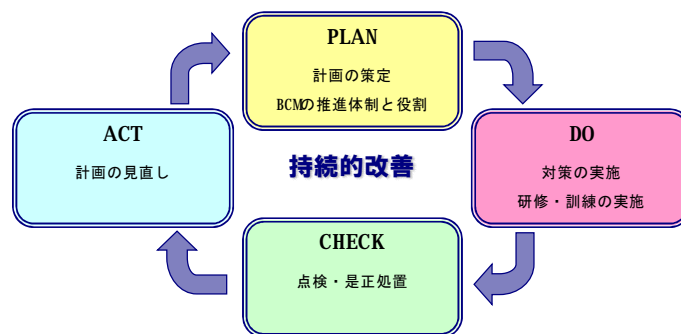 PLAN
計画の策定
BCMの推進体制と役割
DO
対策の実施
研修・訓練の実施
CHECK
点検・是正処置
ACT
計画の見直し
持続的改善